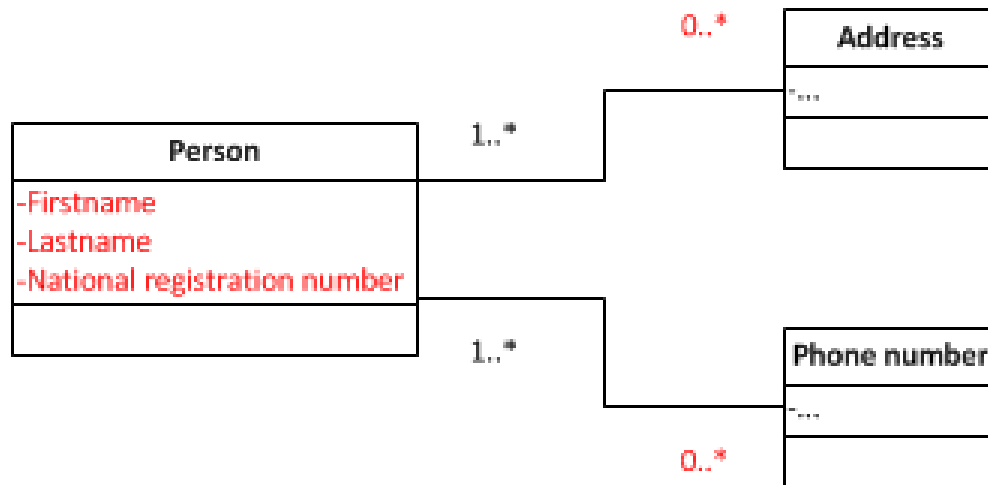 0..*
Address
-...
1..*
Person
-Firstname
-Lastname
-National registration number
1..*
Phone number
-...
0..*